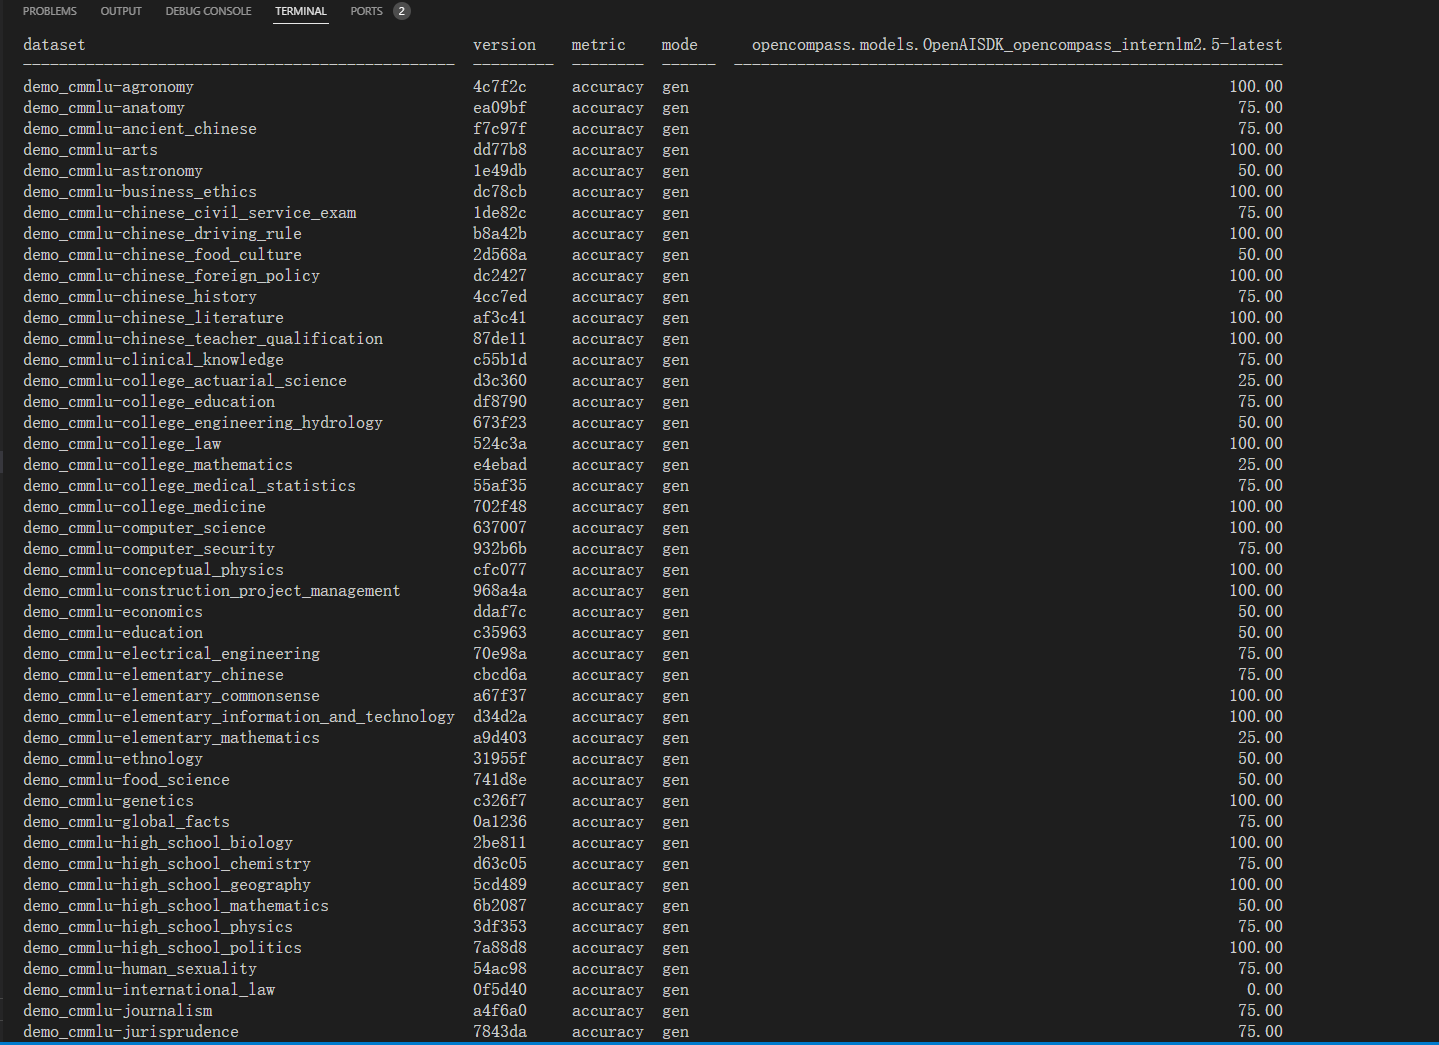 PROBLEMS OUTPUT DEBUG CONSOLE TERMINAL PORTS 2
dataset version metric mode opencompass.models.OpenAISDK_opencompass_internlm2.5-latest
------------------------------------------------ --------- -------- ------ -------------------------------------------------------------
demo_cmmlu-agronomy 4c7f2c accuracy gen 100.00
demo_cmmlu-anatomy ea09bf accuracy gen 75.00
demo_cmmlu-ancient_chinese f7c97f accuracy gen 75.00
demo_cmmlu-arts dd77b8 accuracy gen 100.00
demo_cmmlu-astronomy 1e49db accuracy gen 50.00
demo_cmmlu-business_ethics dc78cb accuracy gen 100.00
demo_cmmlu-chinese_civil_service_exam 1de82c accuracy gen 75.00
demo_cmmlu-chinese_driving_rule b8a42b accuracy gen 100.00
demo_cmmlu-chinese_food_culture 2d568a accuracy gen 50.00
demo_cmmlu-chinese_foreign_policy dc2427 accuracy gen 100.00
demo_cmmlu-chinese_history 4cc7ed accuracy gen 75.00
demo_cmmlu-chinese_literature af3c41 accuracy gen 100.00
demo_cmmlu-chinese_teacher_qualification 87de11 accuracy gen 100.00
demo_cmmlu-clinical_knowledge c55b1d accuracy gen 75.00
demo_cmmlu-college_actuarial_science d3c360 accuracy gen 25.00
demo_cmmlu-college_education df8790 accuracy gen 75.00
demo_cmmlu-college_engineering_hydrology 673f23 accuracy gen 50.00
demo_cmmlu-college_law 524c3a accuracy gen 100.00
demo_cmmlu-college_mathematics e4ebad accuracy gen 25.00
demo_cmmlu-college_medical_statistics 55af35 accuracy gen 75.00
demo_cmmlu-college_medicine 702f48 accuracy gen 100.00
demo_cmmlu-computer_science 637007 accuracy gen 100.00
demo_cmmlu-computer_security 932b6b accuracy gen 75.00
demo_cmmlu-conceptual_physics cfc077 accuracy gen 100.00
demo_cmmlu-construction_project_management 968a4a accuracy gen 100.00
demo_cmmlu-economics ddaf7c accuracy gen 50.00
demo_cmmlu-education c35963 accuracy gen 50.00
demo_cmmlu-electrical_engineering 70e98a accuracy gen 75.00
demo_cmmlu-elementary_chinese cbcd6a accuracy gen 75.00
demo_cmmlu-elementary_commonsense a67f37 accuracy gen 100.00
demo_cmmlu-elementary_information_and_technology d34d2a accuracy gen 100.00
demo_cmmlu-elementary_mathematics a9d403 accuracy gen 25.00
demo_cmmlu-ethnology 31955f accuracy gen 50.00
demo_cmmlu-food_science 741d8e accuracy gen 50.00
demo_cmmlu-genetics c326f7 accuracy gen 100.00
demo_cmmlu-global_facts 0a1236 accuracy gen 75.00
demo_cmmlu-high_school_biology 2be811 accuracy gen 100.00
demo_cmmlu-high_school_chemistry d63c05 accuracy gen 75.00
demo_cmmlu-high_school_geography 5cd489 accuracy gen 100.00
demo_cmmlu-high_school_mathematics 6b2087 accuracy gen 50.00
demo_cmmlu-high_school_physics 3df353 accuracy gen 75.00
demo_cmmlu-high_school_politics 7a88d8 accuracy gen 100.00
demo_cmmlu-human_sexuality 54ac98 accuracy gen 75.00
demo_cmmlu-international_law 0f5d40 accuracy gen 0.00
demo_cmmlu-journalism a4f6a0 accuracy gen 75.00
demo_cmmlu-jurisprudence 7843da accuracy gen 75.00